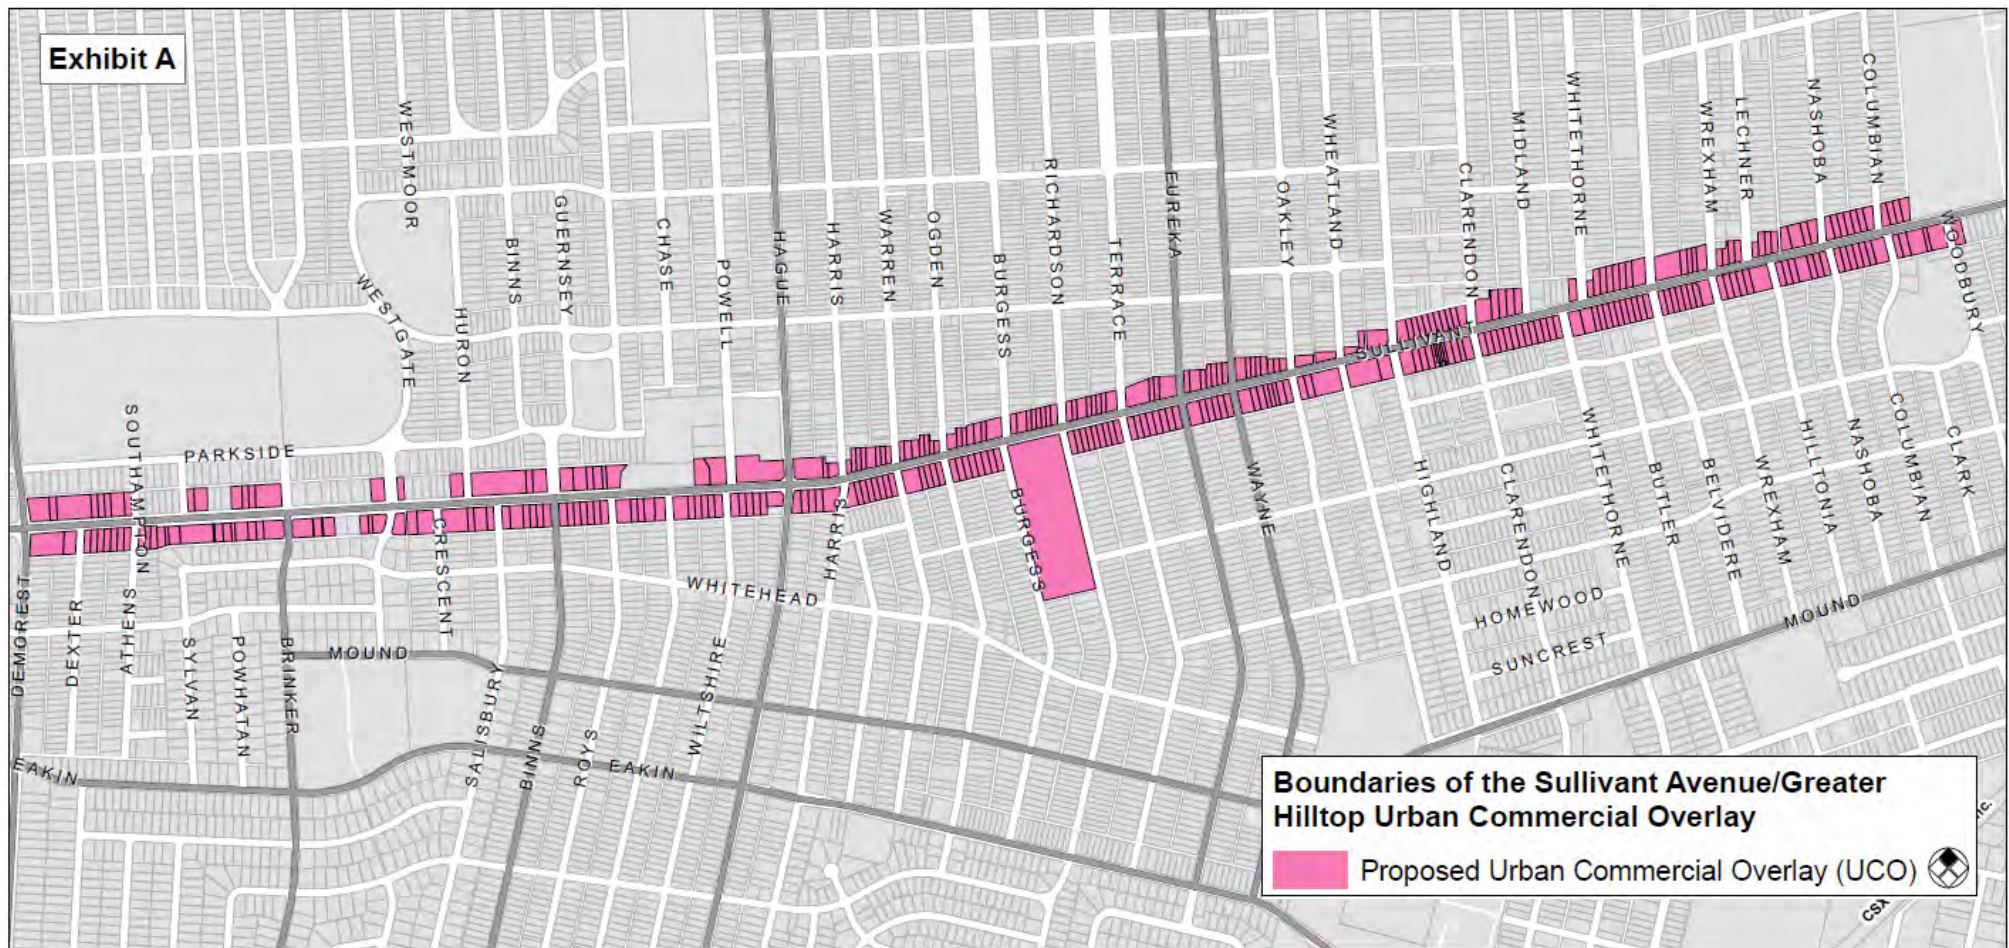 Exhibit A
WESTMOOR
BINNS
GUERNSEY
CHASE
POWELL
HAGUE
HARRIS
WARREN
OGDEN
BURGESS
RICHARDSON
TERRACE
EUREKA
OAKLEY
WHEATLAND
CLARENDON
MIDLAND
WHITETHORNE
WREXHAM
LECHNER
NASHOBA
COLUMBIAN
WOODBURY
WESTGATE
HURON
SOUTHAMPTON
PARKSIDE
SULLIVANT
CRESCENT
HARRIS
BURGESS
WAYNE
HIGHLAND
CLARENDON
WHITETHORNE
BUTLER
BELVIDERE
WREXHAM
HILLTONIA
NASHOBA
COLUMBIAN
CLARK
DEMOREST
DEXTER
ATHENS
SYLVAN
POWHATAN
BRINKER
MOUND
WHITEHEAD
SALISBURY
BINNS
ROYS
WILTSHIRE
HOMEWOOD
SUNCREST
MOUND
EAKIN
EAKIN
Boundaries of the Sullivant Avenue/Greater
Hilltop Urban Commercial Overlay
Proposed Urban Commercial Overlay (UCO)
CSX